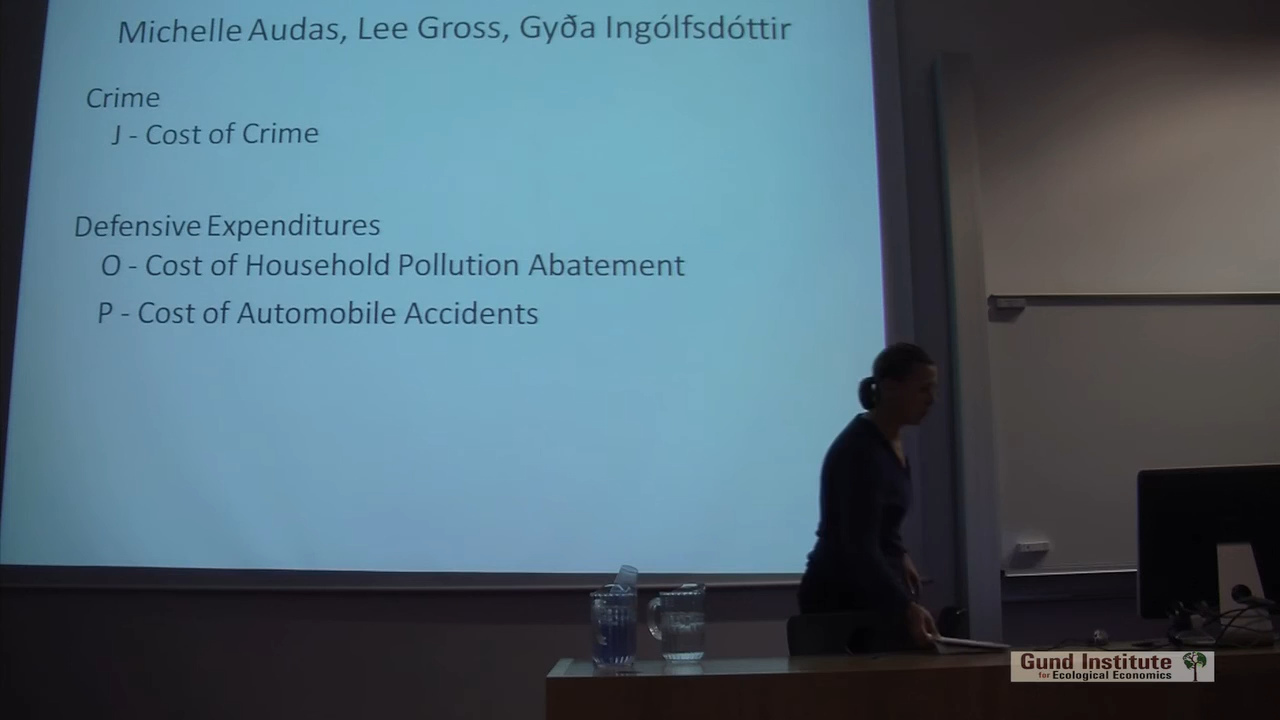 Michelle Audas, Lee Gross, Gyða Ingólfsdóttir
Crime
J - Cost of Crime
Defensive Expenditures
O - Cost of Household Pollution Abatement
P - Cost of Automobile Accidents
Gund Institute
for Ecological Economics